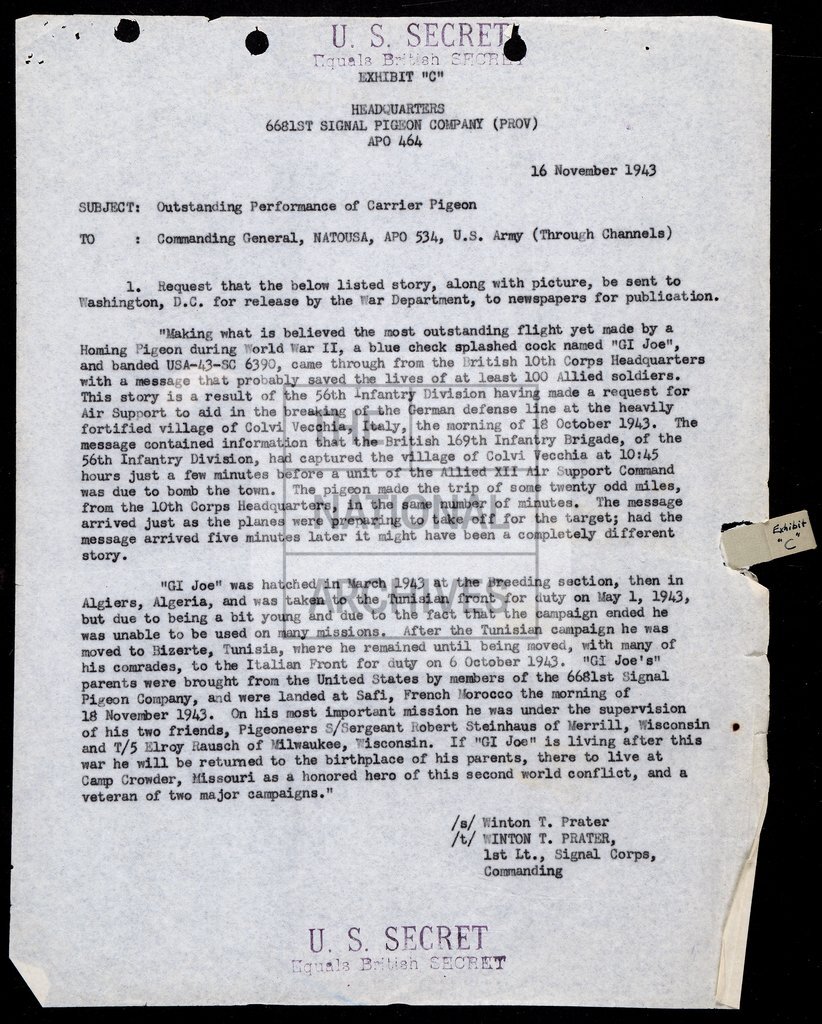 U. S. SECRET
Equals British SECRET
EXHIBIT "C"
HEADQUARTERS
6681ST SIGNAL PIGEON COMPANY (PROV)
APO 464
16 November 1943
SUBJECT: Outstanding Performance of Carrier Pigeon
TO : Commanding General, NATOUSA, APO 534, U.S. Army (Through Channels)
1. Request that the below listed story, along with picture, be sent to
Washington, D.C. for release by the War Department, to newspapers for publication.
"Making what is believed the most outstanding flight yet made by a
Homing Pigeon during World War II, a blue check splashed cock named "GI Joe",
and banded USA-43-SC 6390, came through from the British 10th Corps Headquarters
with a message that probably saved the lives of at least 100 Allied soldiers.
This story is a result of the 56th Infantry Division having made a request for
Air Support to aid in the breaking of the German defense line at the heavily
fortified village of Colvi Vecchia, Italy, the morning of 18 October 1943. The
message contained information that the British 169th Infantry Brigade, of the
56th Infantry Division, had captured the village of Colvi Vecchia at 10:45
hours just a few minutes before a unit of the Allied XII Air Support Command
was due to bomb the town. The pigeon made the trip of some twenty odd miles,
from the 10th Corps Headquarters, in the same number of minutes. The message
arrived just as the planes were preparing to take off for the target; had the
message arrived five minutes later it might have been a completely different
story.
Exhibit
"C"
"GI Joe" was hatched in March 1943 at the Breeding section, then in
Algiers, Algeria, and was taken to the Tunisian front for duty on May 1, 1943,
but due to being a bit young and due to the fact that the campaign ended he
was unable to be used on many missions. After the Tunisian campaign he was
moved to Bizerte, Tunisia, where he remained until being moved, with many of
his comrades, to the Italian Front for duty on 6 October 1943. "GI Joe's"
parents were brought from the United States by members of the 6681st Signal
Pigeon Company, and were landed at Safi, French Morocco the morning of
18 November 1943. On his most important mission he was under the supervision
of his two friends, Pigeoneers S/Sergeant Robert Steinhaus of Merrill, Wisconsin
and T/5 Elroy Rausch of Milwaukee, Wisconsin. If "GI Joe" is living after this
war he will be returned to the birthplace of his parents, there to live at
Camp Crowder, Missouri as a honored hero of this second world conflict, and a
veteran of two major campaigns."
/s/ Winton T. Prater
/t/ WINTON T. PRATER,
1st Lt., Signal Corps,
Commanding
U. S. SECRET
Equals British SECRET
THE
NATIONAL
ARCHIVES